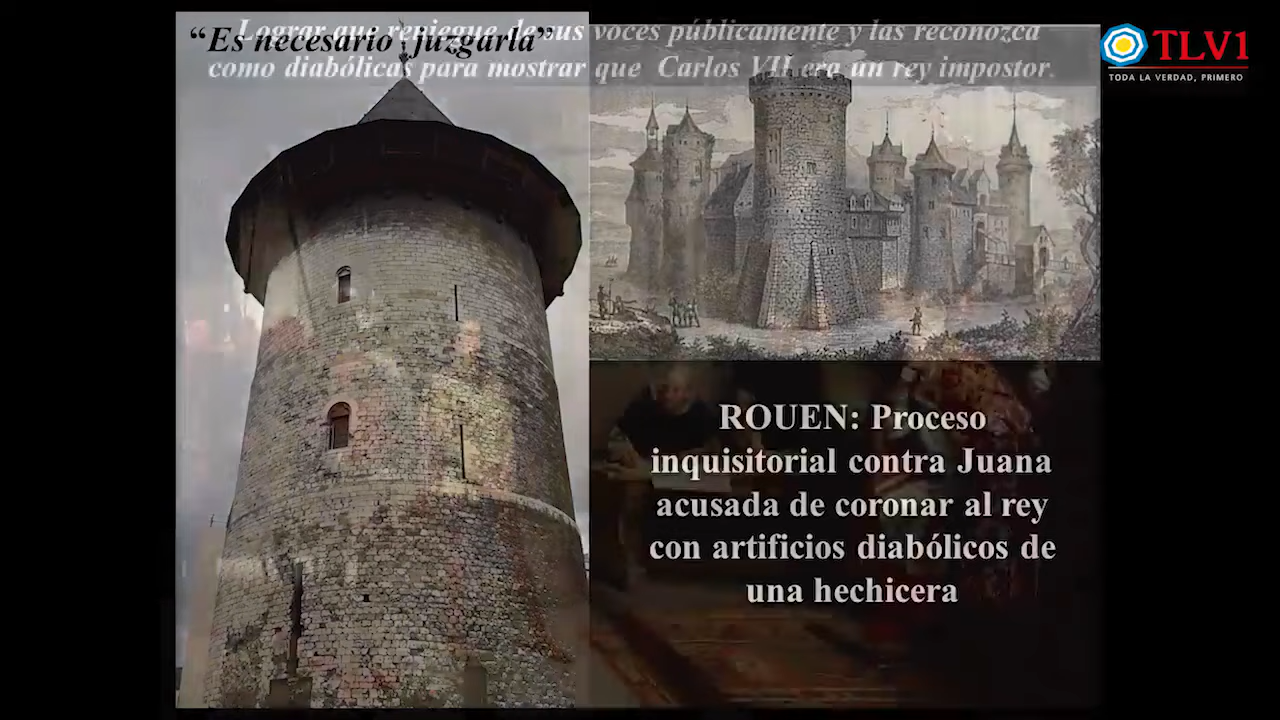 “Es necesario juzgarla”
Lograr que reniegue de sus voces públicamente y las reconozca
como diabólicas para mostrar que Carlos VII era un rey impostor.
TLV1
TODA LA VERDAD, PRIMERO
ROUEN: Proceso
inquisitorial contra Juana
acusada de coronar al rey
con artificios diabólicos de
una hechicera